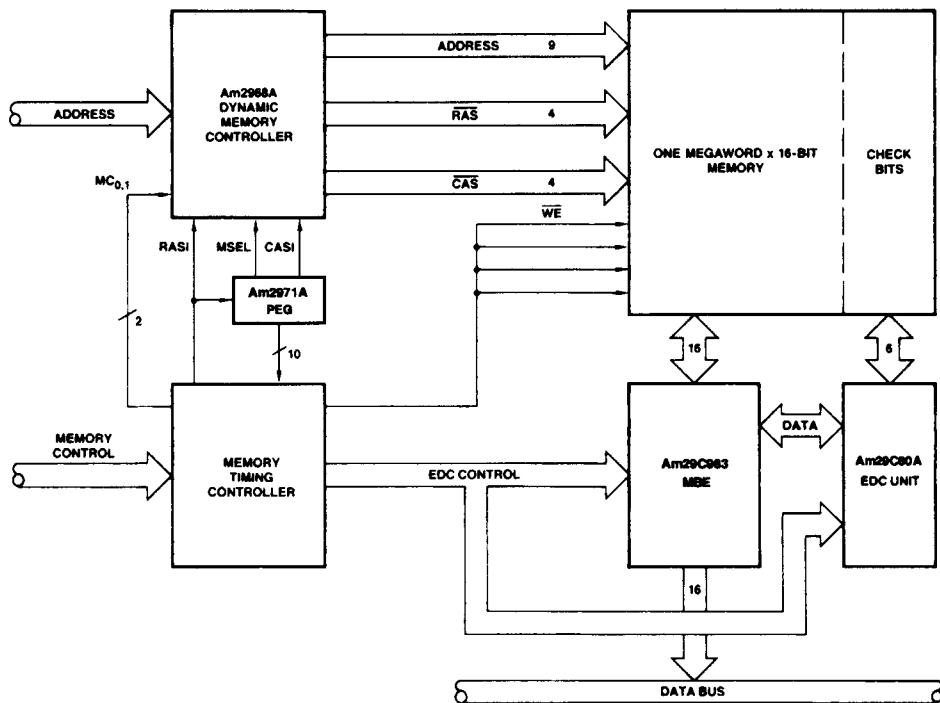 ADDRESS
Am2968A
DYNAMIC
MEMORY
CONTROLLER
ADDRESS 9
RAS 4
CAS 4
ONE MEGAWORD x 16-BIT
MEMORY
CHECK
BITS
MC0,1
WE
RASI
MSEL
CASI
Am2971A
PEG
2
10
16
6
MEMORY
CONTROL
MEMORY
TIMING
CONTROLLER
EDC CONTROL
Am29C983
MBE
DATA
Am29C60A
EDC UNIT
16
DATA BUS